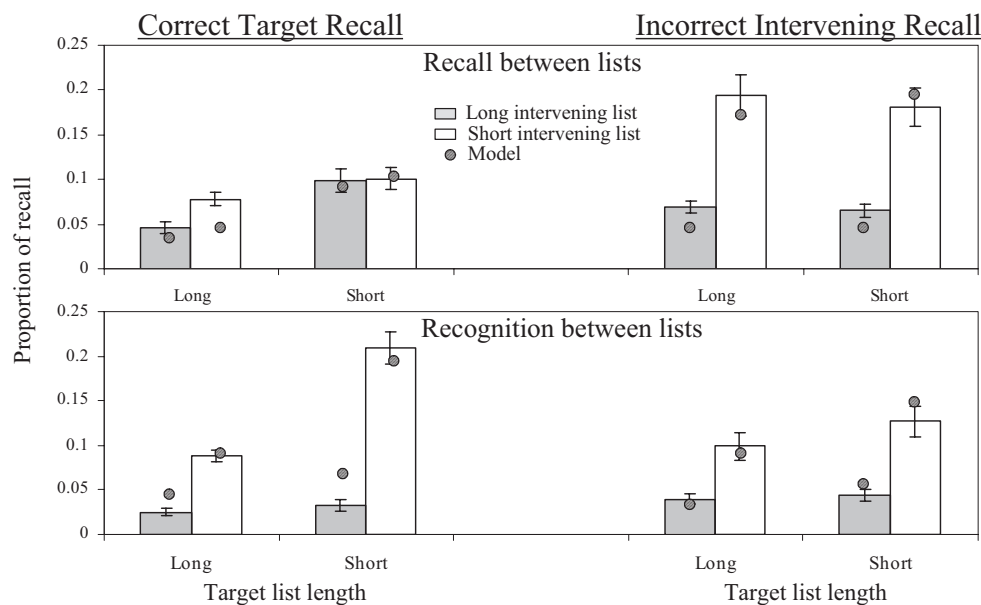 Correct Target Recall
Incorrect Intervening Recall
Proportion of recall
0.25
0.2
0.15
0.1
0.05
0
Recall between lists
Long intervening list
Short intervening list
Model
Long
Short
Long
Short
0.25
0.2
0.15
0.1
0.05
0
Recognition between lists
Long
Short
Long
Short
Target list length
Target list length